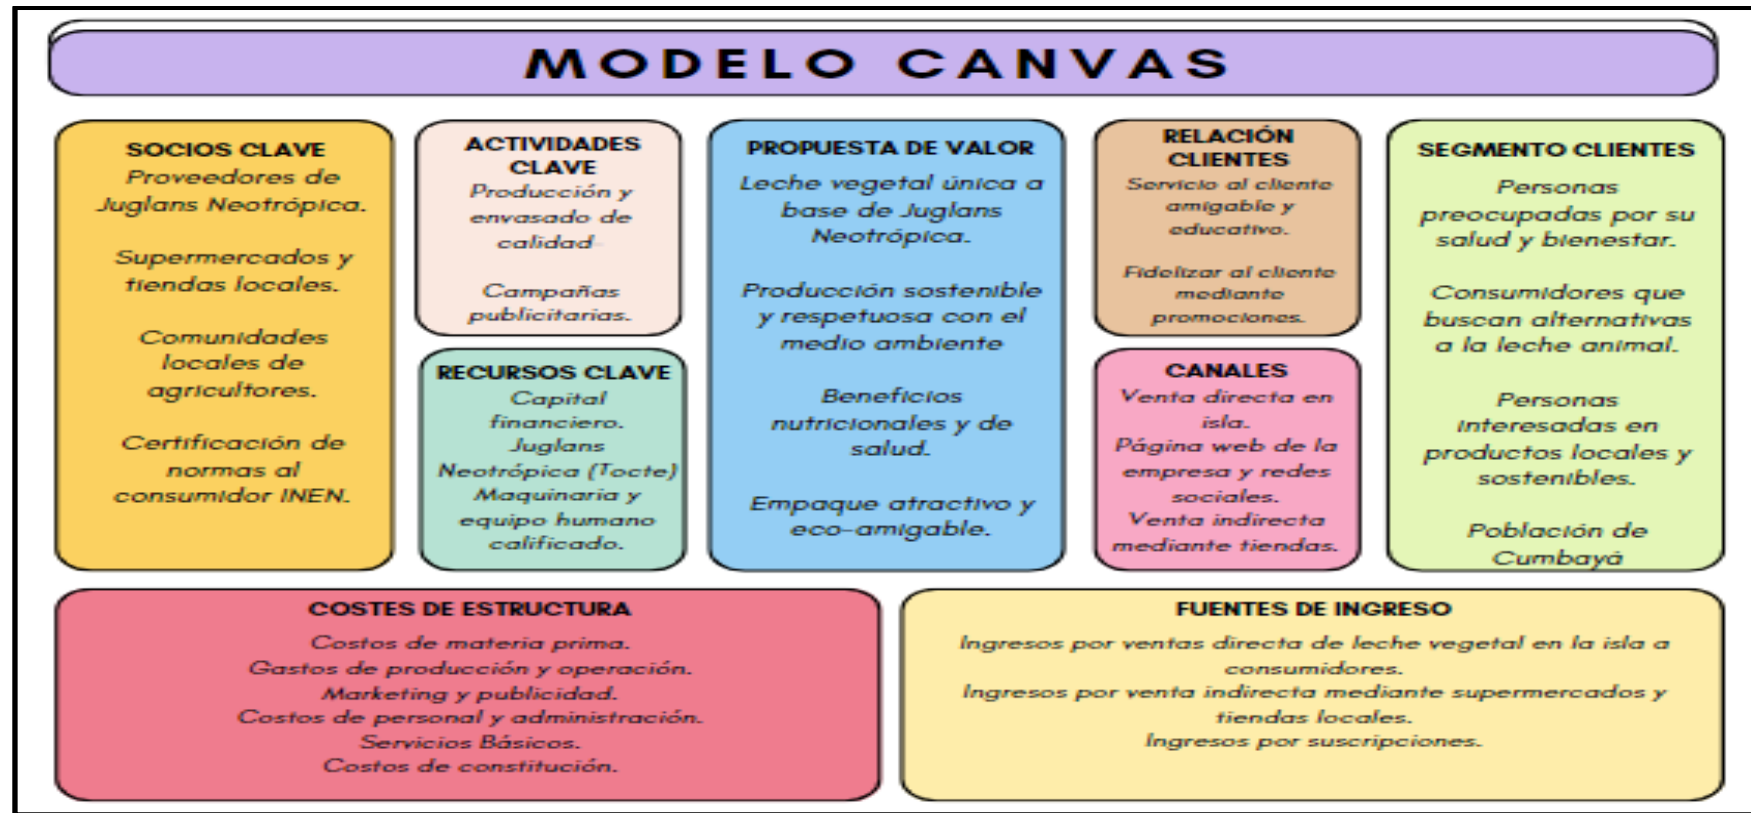 MODELO CANVAS
SOCIOS CLAVE
Proveedores de
Juglans Neotrópica.
Supermercados y
tiendas locales.
Comunidades
locales de
agricultores.
Certificación de
normas al
consumidor INEN.
ACTIVIDADES
CLAVE
Producción y
envasado de
calidad
Campañas
publicitarias.
RECURSOS CLAVE
Capital
financiero.
Juglans
Neotrópica (Tocte)
Maquinaria y
equipo humano
calificado.
PROPUESTA DE VALOR
Leche vegetal única a
base de Juglans
Neotrópica.
Producción sostenible
y respetuosa con el
medio ambiente
Beneficios
nutricionales y de
salud.
Empaque atractivo y
eco-amigable.
RELACIÓN
CLIENTES
Servicio al cliente
amigable y
educativo.
Fidelizar al cliente
mediante
promociones.
CANALES
Venta directa en
isla.
Página web de la
empresa y redes
sociales.
Venta indirecta
mediante tiendas.
SEGMENTO CLIENTES
Personas
preocupadas por su
salud y bienestar.
Consumidores que
buscan alternativas
a la leche animal.
Personas
interesadas en
productos locales y
sostenibles.
Población de
Cumbayá
COSTES DE ESTRUCTURA
Costos de materia prima.
Gastos de producción y operación.
Marketing y publicidad.
Costos de personal y administración.
Servicios Básicos.
Costos de constitución.
FUENTES DE INGRESO
Ingresos por ventas directa de leche vegetal en la isla a
consumidores.
Ingresos por venta indirecta mediante supermercados y
tiendas locales.
Ingresos por suscripciones.